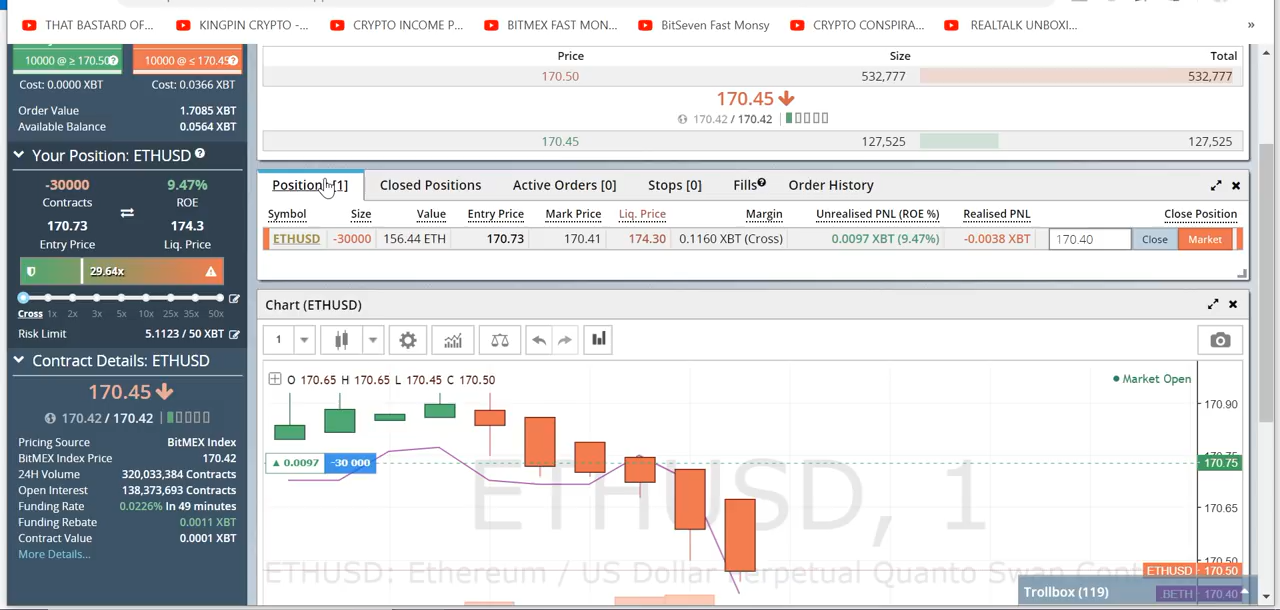 THAT BASTARD OF... KINGPIN CRYPTO -... CRYPTO INCOME P... BITMEX FAST MON... BitSeven Fast Monsy CRYPTO CONSPIRA... REALTALK UNBOXI... »
10000 @ ≥ 170.50 ? 10000 @ ≤ 170.45 ?
Cost: 0.0000 XBT Cost: 0.0366 XBT
Order Value 1.7085 XBT
Available Balance 0.0564 XBT
Your Position: ETHUSD ?
-30000 9.47%
Contracts ROE
170.73 174.3
Entry Price Liq. Price
29.64x
Cross 1x 2x 3x 5x 10x 25x 35x 50x
Risk Limit 5.1123 / 50 XBT
Contract Details: ETHUSD
170.45
170.42 / 170.42
Pricing Source BitMEX Index
BitMEX Index Price 170.42
24H Volume 320,033,384 Contracts
Open Interest 138,373,693 Contracts
Funding Rate 0.0226% In 49 minutes
Funding Rebate 0.0011 XBT
Contract Value 0.0001 XBT
More Details...
Price Size Total
170.50 532,777 532,777
170.45
170.42 / 170.42
170.45 127,525 127,525
Position [1] Closed Positions Active Orders [0] Stops [0] Fills ? Order History
Symbol Size Value Entry Price Mark Price Liq. Price Margin Unrealised PNL (ROE %) Realised PNL Close Position
ETHUSD -30000 156.44 ETH 170.73 170.41 174.30 0.1160 XBT (Cross) 0.0097 XBT (9.47%) -0.0038 XBT 170.40 Close Market
Chart (ETHUSD)
1
O 170.65 H 170.65 L 170.45 C 170.50
Market Open
170.90
0.0097 -30 000
170.75
ETHUSD, 1
170.65
170.50
ETHUSD: Ethereum / US Dollar Perpetual Quanto Swap Cont
ETHUSD 170.50
Trollbox (119)
.BETH 170.40